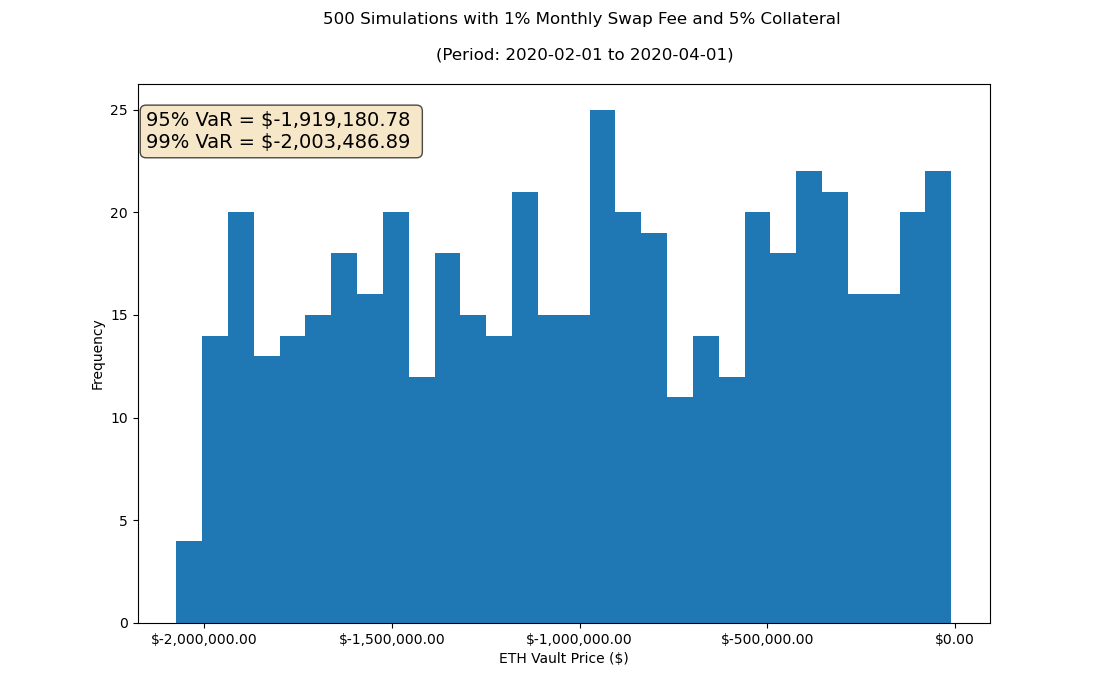 500 Simulations with 1% Monthly Swap Fee and 5% Collateral
(Period: 2020-02-01 to 2020-04-01)
95% VaR = $-1,919,180.78
99% VaR = $-2,003,486.89
25
20
15
10
5
0
Frequency
$-2,000,000.00 $-1,500,000.00 $-1,000,000.00 $-500,000.00 $0.00
ETH Vault Price ($)